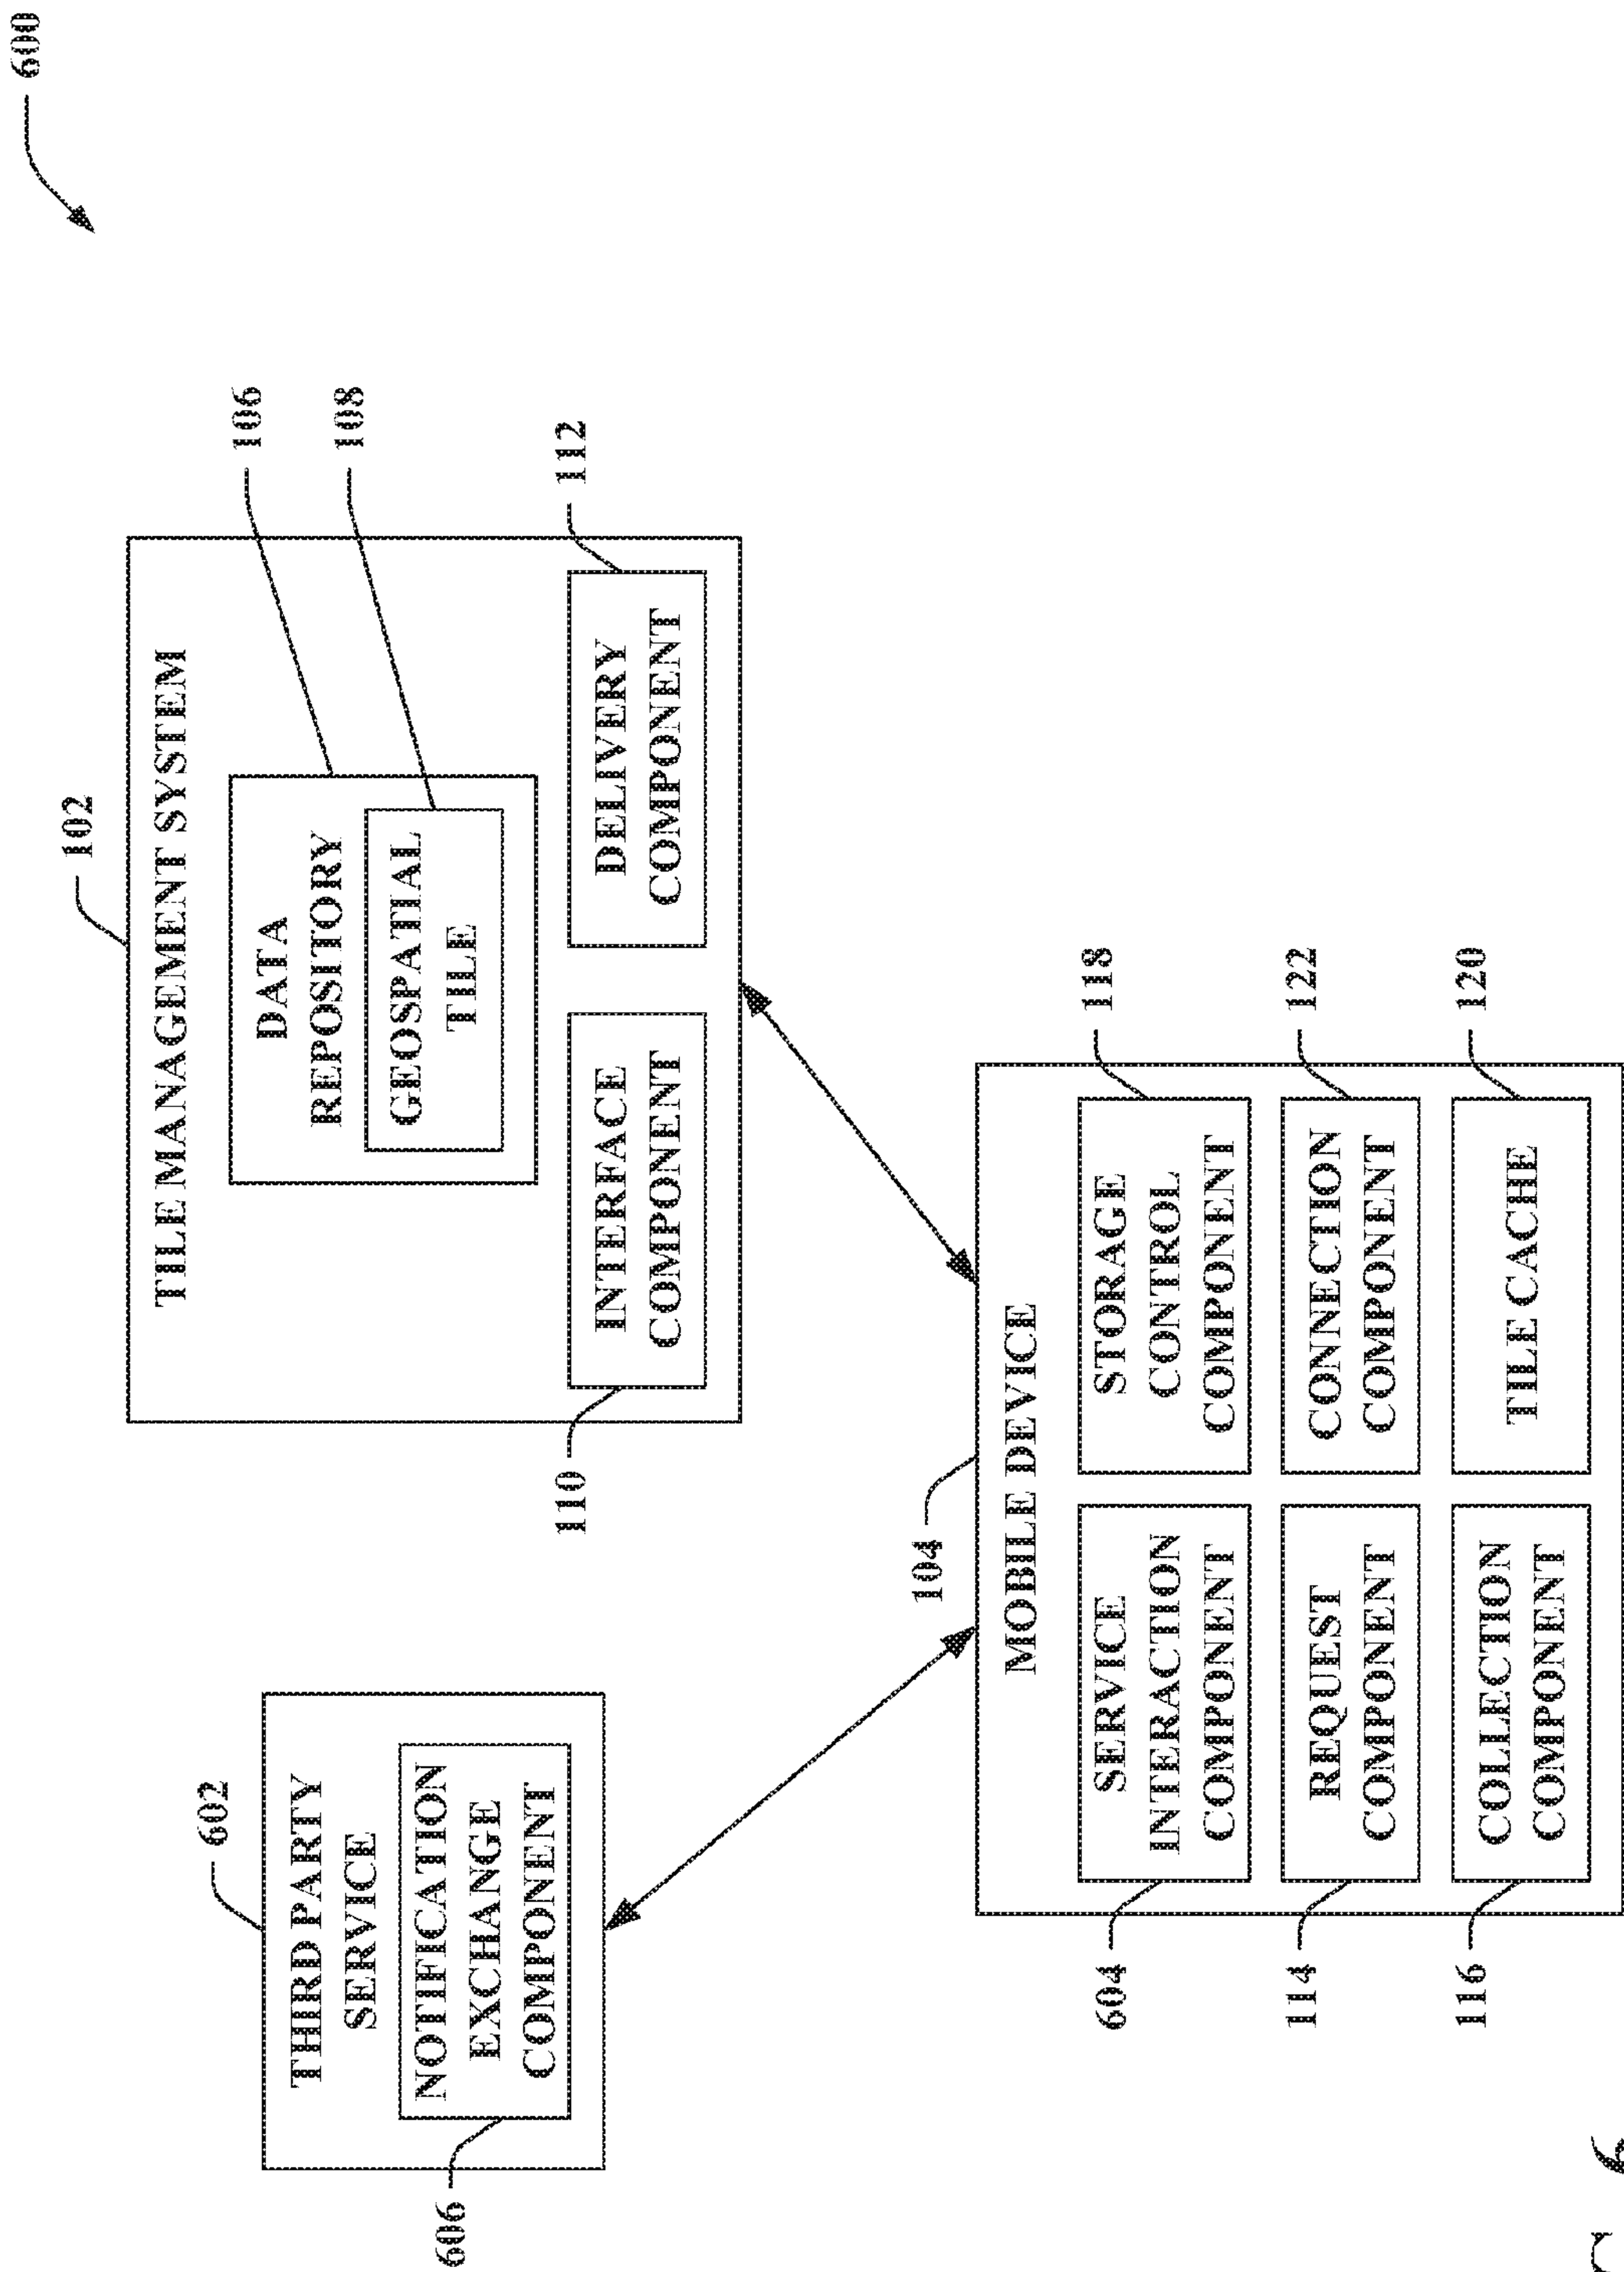 600
102
TILE MANAGEMENT SYSTEM
106
DATA
REPOSITORY
108
GEOSPATIAL
TILE
110
INTERFACE
COMPONENT
112
DELIVERY
COMPONENT
602
THIRD PARTY
SERVICE
606
NOTIFICATION
EXCHANGE
COMPONENT
104
MOBILE DEVICE
604
SERVICE
INTERACTION
COMPONENT
118
STORAGE
CONTROL
COMPONENT
114
REQUEST
COMPONENT
122
CONNECTION
COMPONENT
116
COLLECTION
COMPONENT
120
TILE CACHE